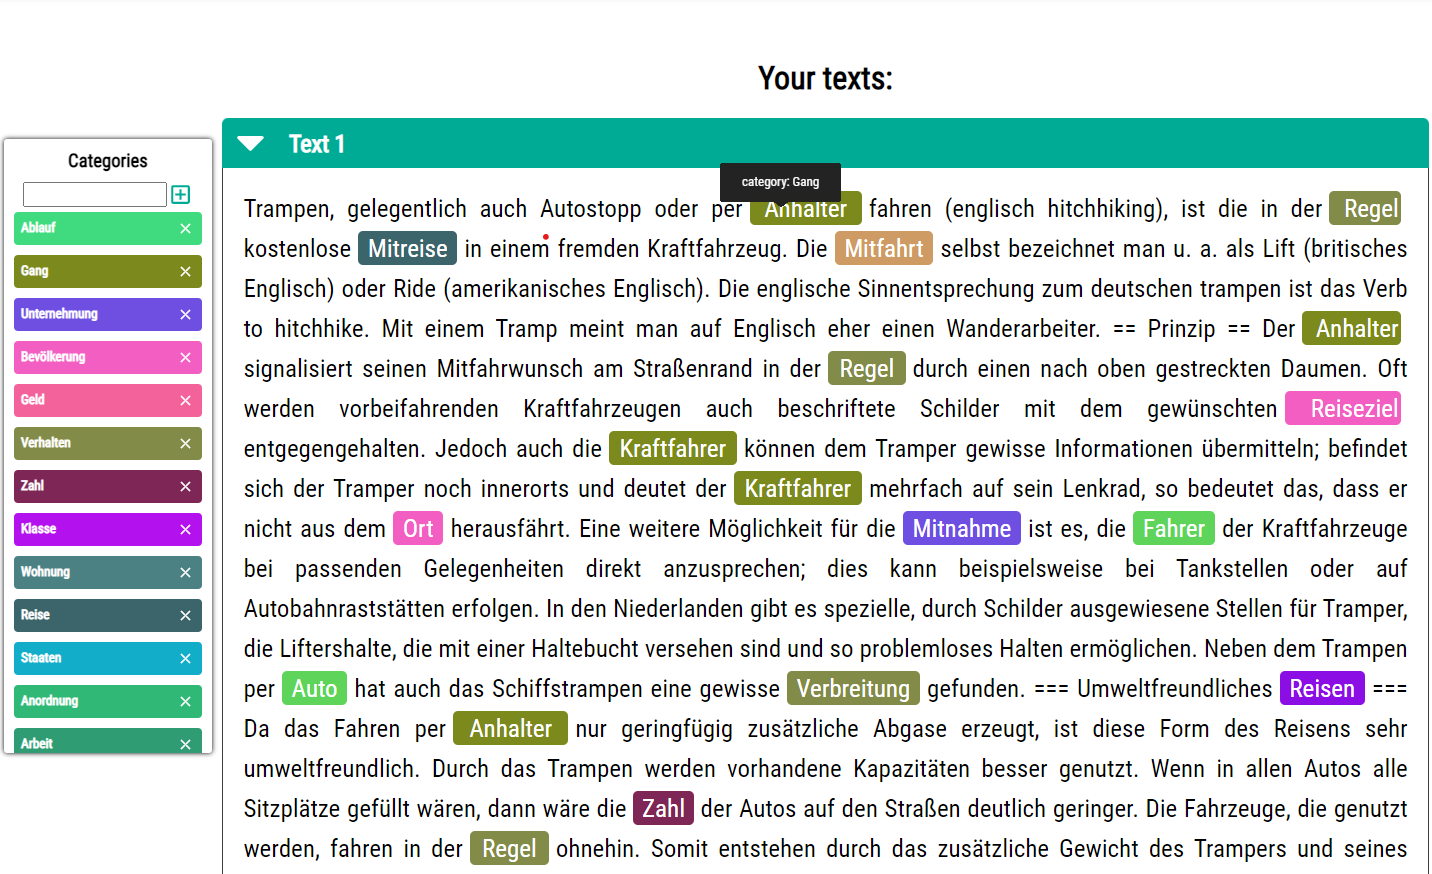 Your texts:
Categories
Ablauf
Gang
Unternehmung
Bevölkerung
Geld
Verhalten
Zahl
Klasse
Wohnung
Reise
Staaten
Anordnung
Arbeit
Text 1
category: Gang
Trampen, gelegentlich auch Autostopp oder per Anhalter fahren (englisch hitchhiking), ist die in der Regel
kostenlose Mitreise in einem fremden Kraftfahrzeug. Die Mitfahrt selbst bezeichnet man u. a. als Lift (britisches
Englisch) oder Ride (amerikanisches Englisch). Die englische Sinnentsprechung zum deutschen trampen ist das Verb
to hitchhike. Mit einem Tramp meint man auf Englisch eher einen Wanderarbeiter. == Prinzip == Der Anhalter
signalisiert seinen Mitfahrwunsch am Straßenrand in der Regel durch einen nach oben gestreckten Daumen. Oft
werden vorbeifahrenden Kraftfahrzeugen auch beschriftete Schilder mit dem gewünschten Reiseziel
entgegengehalten. Jedoch auch die Kraftfahrer können dem Tramper gewisse Informationen übermitteln; befindet
sich der Tramper noch innerorts und deutet der Kraftfahrer mehrfach auf sein Lenkrad, so bedeutet das, dass er
nicht aus dem Ort herausfährt. Eine weitere Möglichkeit für die Mitnahme ist es, die Fahrer der Kraftfahrzeuge
bei passenden Gelegenheiten direkt anzusprechen; dies kann beispielsweise bei Tankstellen oder auf
Autobahnraststätten erfolgen. In den Niederlanden gibt es spezielle, durch Schilder ausgewiesene Stellen für Tramper,
die Liftershalte, die mit einer Haltebucht versehen sind und so problemloses Halten ermöglichen. Neben dem Trampen
per Auto hat auch das Schiffstrampen eine gewisse Verbreitung gefunden. === Umweltfreundliches Reisen ===
Da das Fahren per Anhalter nur geringfügig zusätzliche Abgase erzeugt, ist diese Form des Reisens sehr
umweltfreundlich. Durch das Trampen werden vorhandene Kapazitäten besser genutzt. Wenn in allen Autos alle
Sitzplätze gefüllt wären, dann wäre die Zahl der Autos auf den Straßen deutlich geringer. Die Fahrzeuge, die genutzt
werden, fahren in der Regel ohnehin. Somit entstehen durch das zusätzliche Gewicht des Trampers und seines